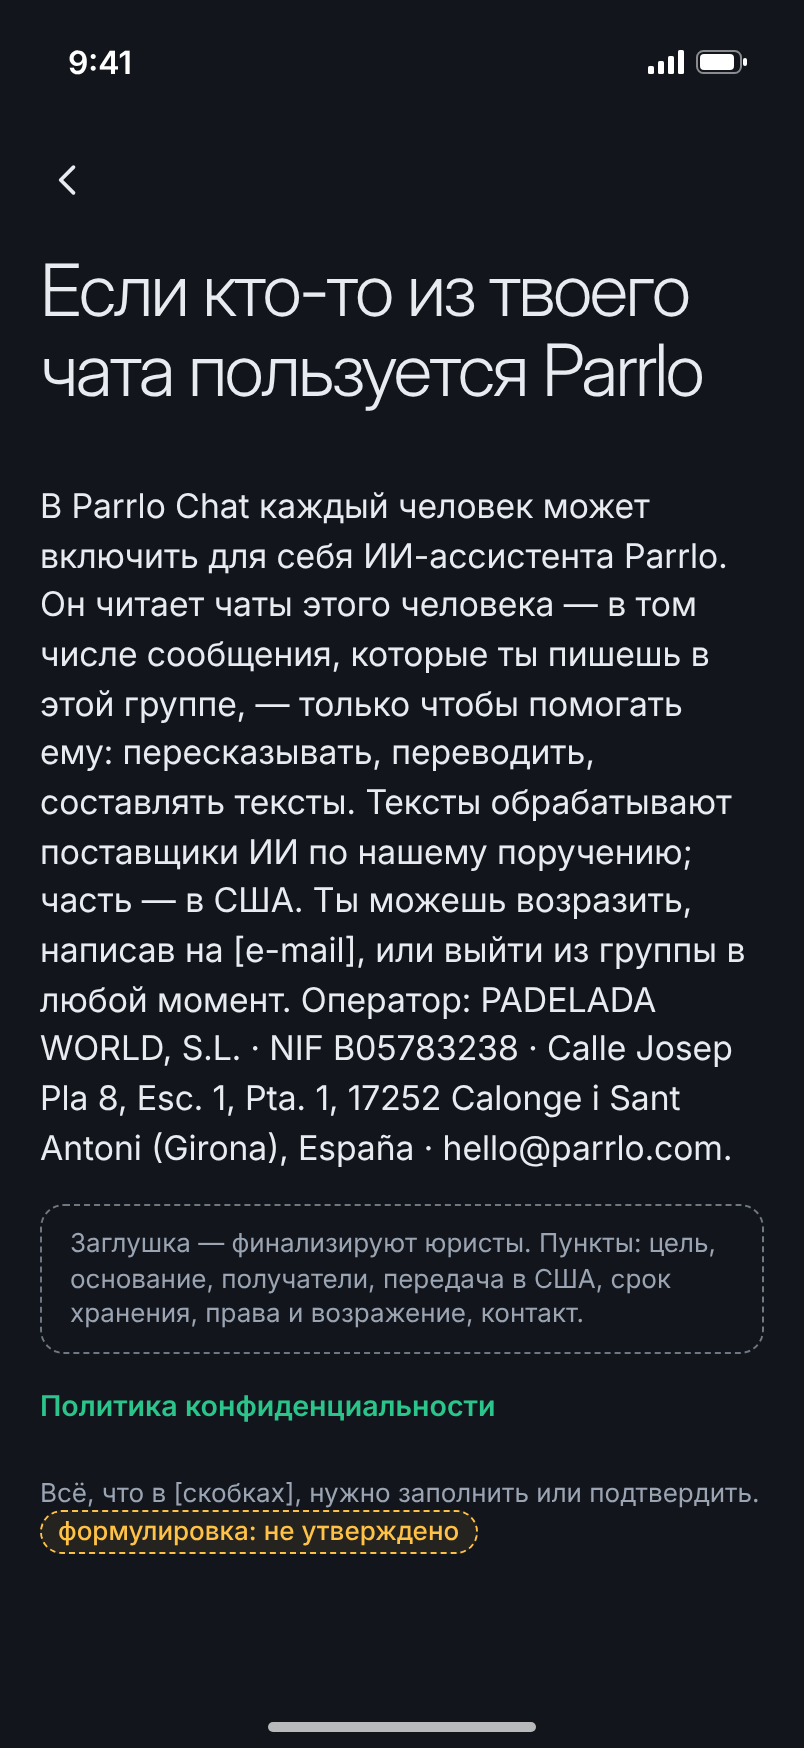 9:41
Если кто-то из твоего
чата пользуется Parrlo
В Parrlo Chat каждый человек может
включить для себя ИИ-ассистента Parrlo.
Он читает чаты этого человека — в том
числе сообщения, которые ты пишешь в
этой группе, — только чтобы помогать
ему: пересказывать, переводить,
составлять тексты. Тексты обрабатывают
поставщики ИИ по нашему поручению;
часть — в США. Ты можешь возразить,
написав на [e-mail], или выйти из группы в
любой момент. Оператор: PADELADA
WORLD, S.L. · NIF B05783238 · Calle Josep
Pla 8, Esc. 1, Pta. 1, 17252 Calonge i Sant
Antoni (Girona), España · hello@parrlo.com.
Заглушка — финализируют юристы. Пункты: цель,
основание, получатели, передача в США, срок
хранения, права и возражение, контакт.
Политика конфиденциальности
Всё, что в [скобках], нужно заполнить или подтвердить.
формулировка: не утверждено